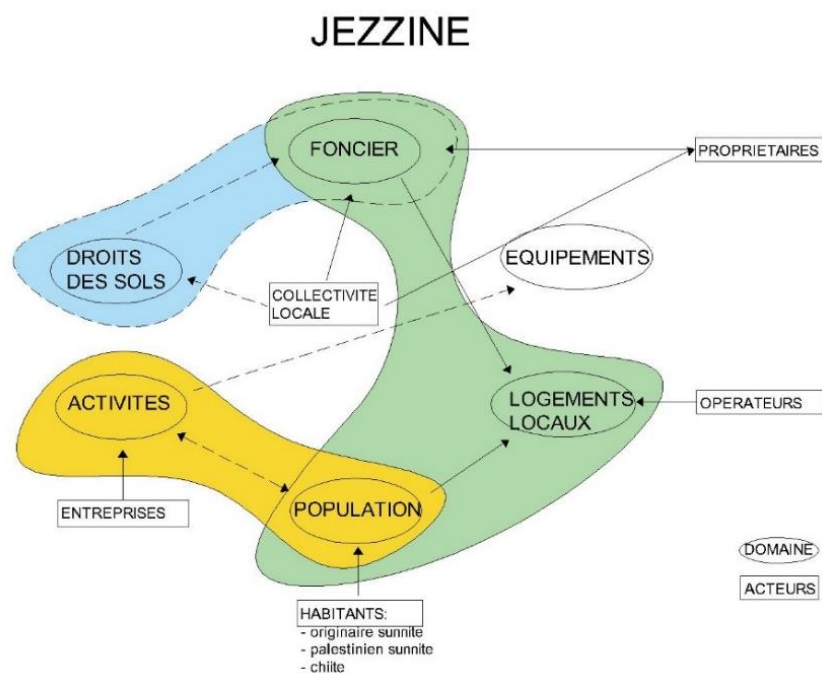 JEZZINE
FONCIER
PROPRIETAIRES
DROITS
DES SOLS
EQUIPEMENTS
COLLECTIVITE
LOCALE
ACTIVITES
LOGEMENTS
LOCAUX
OPERATEURS
ENTREPRISES
POPULATION
DOMAINE
ACTEURS
HABITANTS:
- originaire sunnite
- palestinien sunnite
- chiite